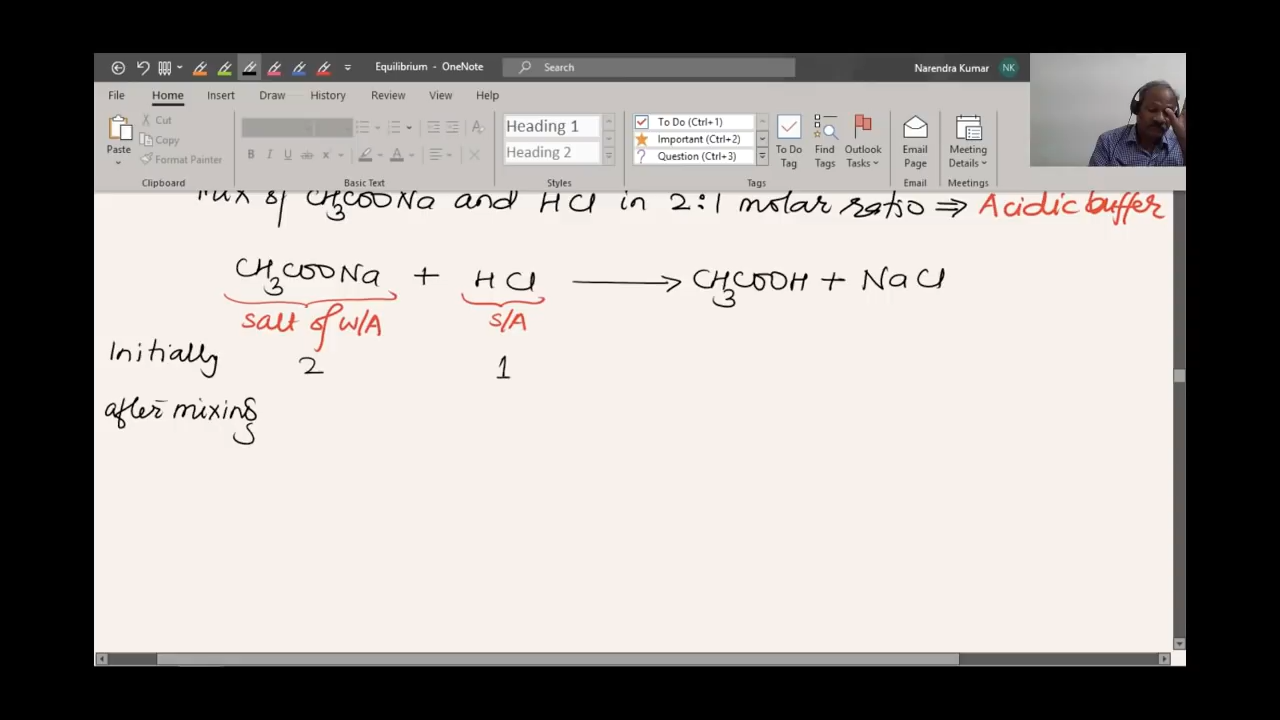 Equilibrium - OneNote
Search
Narendra Kumar NK
File Home Insert Draw History Review View Help
Paste
Cut
Copy
Format Painter
Clipboard
B I U
Basic Text
Heading 1
Heading 2
Styles
To Do (Ctrl+1)
Important (Ctrl+2)
Question (Ctrl+3)
To Do Tag
Find Tags
Outlook Tasks
Tags
Email Page
Email
Meeting Details
Meetings
Mix of CH3COONa and HCl in 2:1 molar ratio ⇒ Acidic buffer
CH3COONa + HCl ⟶ CH3COOH + NaCl
Salt of W/A S/A
Initially 2 1
after mixing